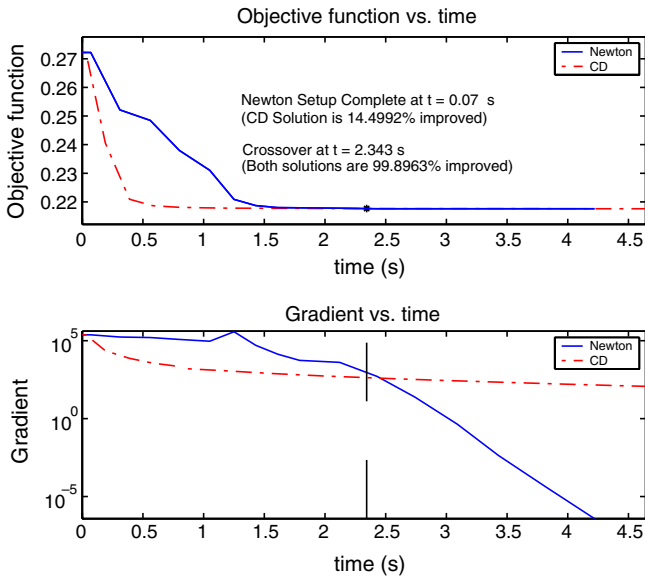 Objective function vs. time
Objective function
0.27
0.26
0.25
0.24
0.23
0.22
Newton
CD
Newton Setup Complete at t = 0.07 s
(CD Solution is 14.4992% improved)
Crossover at t = 2.343 s
(Both solutions are 99.8963% improved)
0 0.5 1 1.5 2 2.5 3 3.5 4 4.5
time (s)
Gradient vs. time
Gradient
10^5
10^0
10^−5
Newton
CD
0 0.5 1 1.5 2 2.5 3 3.5 4 4.5
time (s)